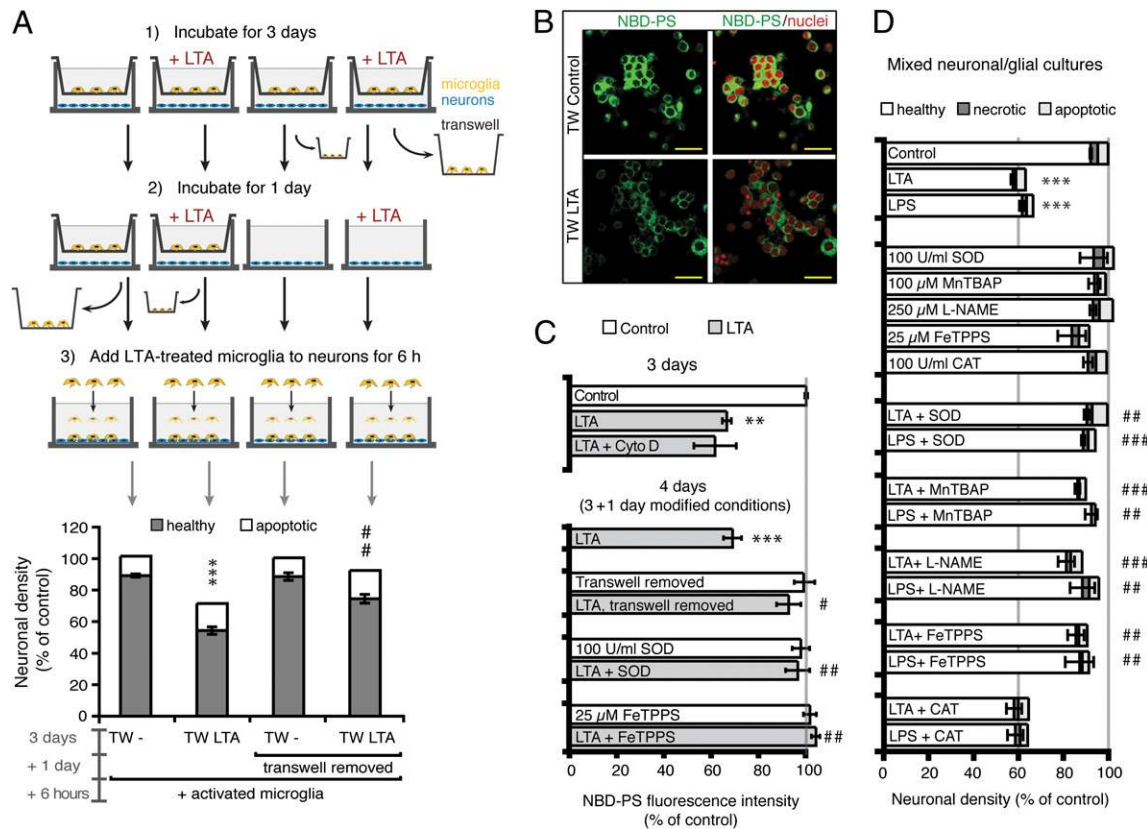 A
1) Incubate for 3 days
+ LTA
+ LTA
microglia
neurons
transwell
2) Incubate for 1 day
+ LTA
+ LTA
3) Add LTA-treated microglia to neurons for 6 h
healthy
apoptotic
Neuronal density
(% of control)
120
100
80
60
40
20
0
***
##
3 days
TW -
TW LTA
TW -
TW LTA
+ 1 day
transwell removed
+ 6 hours
+ activated microglia
B
NBD-PS
NBD-PS/nuclei
TW Control
TW LTA
C
Control
LTA
3 days
Control
LTA
**
LTA + Cyto D
4 days
(3+1 day modified conditions)
LTA
***
Transwell removed
LTA, transwell removed
#
100 U/ml SOD
LTA + SOD
##
25 µM FeTPPS
LTA + FeTPPS
##
0 20 40 60 80 100
NBD-PS fluorescence intensity
(% of control)
D
Mixed neuronal/glial cultures
healthy
necrotic
apoptotic
Control
LTA
***
LPS
***
100 U/ml SOD
100 µM MnTBAP
250 µM L-NAME
25 µM FeTPPS
100 U/ml CAT
LTA + SOD
##
LPS + SOD
###
LTA + MnTBAP
###
LPS + MnTBAP
##
LTA+ L-NAME
###
LPS+ L-NAME
##
LTA+ FeTPPS
##
LPS+ FeTPPS
##
LTA + CAT
LPS + CAT
0 20 40 60 80 100
Neuronal density (% of control)